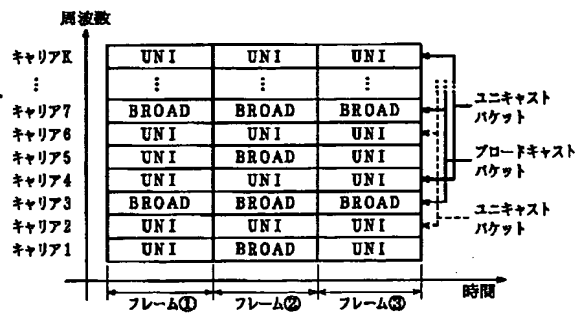 周波数
キャリアK UNI UNI UNI
⋮ ⋮ ⋮ ⋮
キャリア7 BROAD BROAD BROAD
キャリア6 UNI UNI UNI
キャリア5 UNI BROAD UNI
キャリア4 UNI UNI UNI
キャリア3 BROAD BROAD BROAD
キャリア2 UNI UNI UNI
キャリア1 UNI BROAD UNI
ユニキャスト
パケット
ブロードキャスト
パケット
ユニキャスト
パケット
時間
フレーム① フレーム② フレーム③